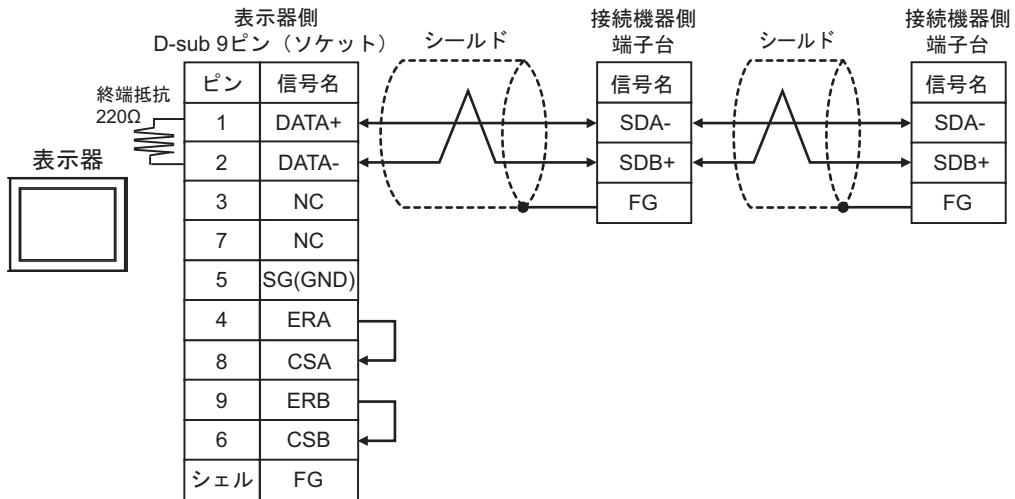 表示器側
D-sub 9ピン（ソケット）
シールド
接続機器側
端子台
シールド
接続機器側
端子台
終端抵抗
220Ω
表示器
ピン 信号名
1 DATA+
2 DATA-
3 NC
7 NC
5 SG(GND)
4 ERA
8 CSA
9 ERB
6 CSB
シェル FG
信号名
SDA-
SDB+
FG
信号名
SDA-
SDB+
FG